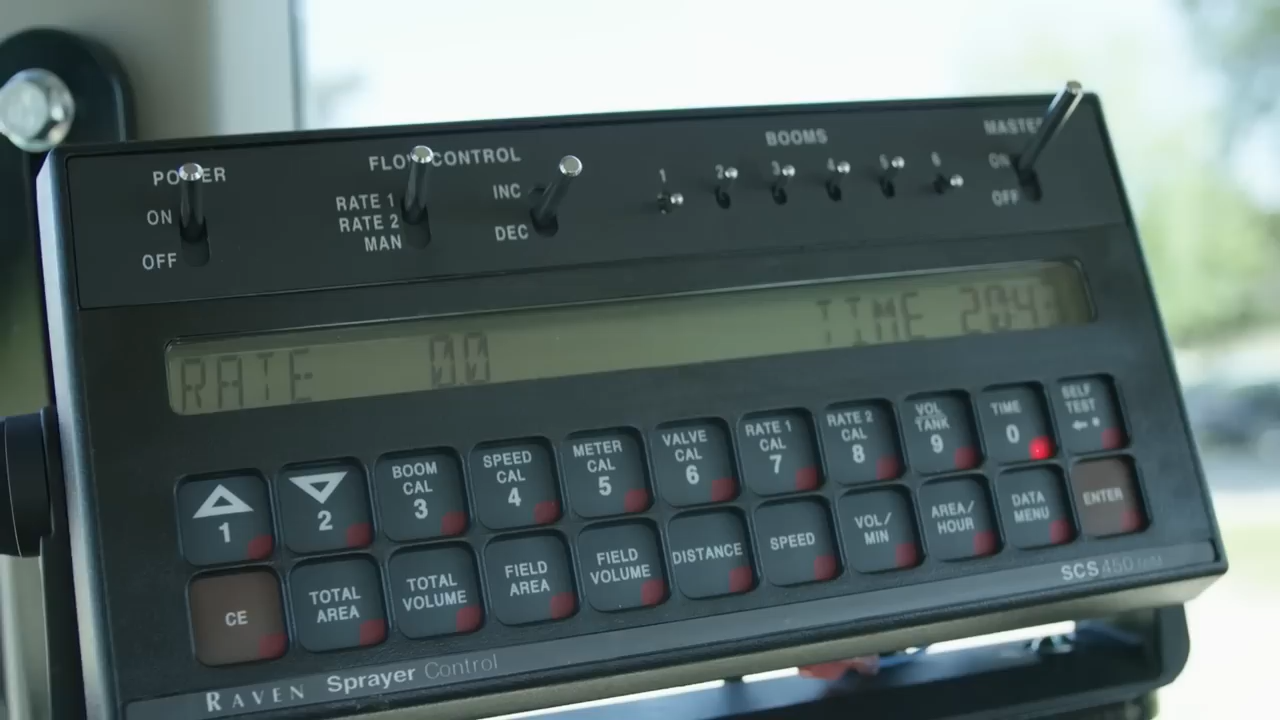 POWER
ON
OFF
FLOW CONTROL
RATE 1
RATE 2
MAN
INC
DEC
BOOMS
1 2 3 4 5 6
MASTER
ON
OFF
RATE 00 TIME 20:43
1
2
BOOM CAL 3
SPEED CAL 4
METER CAL 5
VALVE CAL 6
RATE 1 CAL 7
RATE 2 CAL 8
VOL TANK 9
TIME 0
SELF TEST
CE
TOTAL AREA
TOTAL VOLUME
FIELD AREA
FIELD VOLUME
DISTANCE
SPEED
VOL/ MIN
AREA/ HOUR
DATA MENU
ENTER
RAVEN Sprayer Control
SCS 450